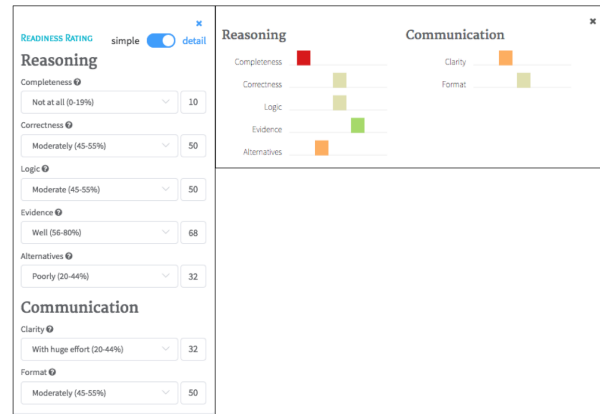 READINESS RATING simple detail
Reasoning
Completeness
Not at all (0-19%) 10
Correctness
Moderately (45-55%) 50
Logic
Moderate (45-55%) 50
Evidence
Well (56-80%) 68
Alternatives
Poorly (20-44%) 32
Communication
Clarity
With huge effort (20-44%) 32
Format
Moderately (45-55%) 50
Reasoning
Completeness
Correctness
Logic
Evidence
Alternatives
Communication
Clarity
Format